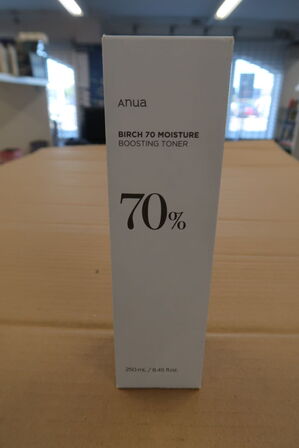 Anua
BIRCH 70 MOISTURE
BOOSTING TONER
70%
250 mL / 8.45 fl.oz.